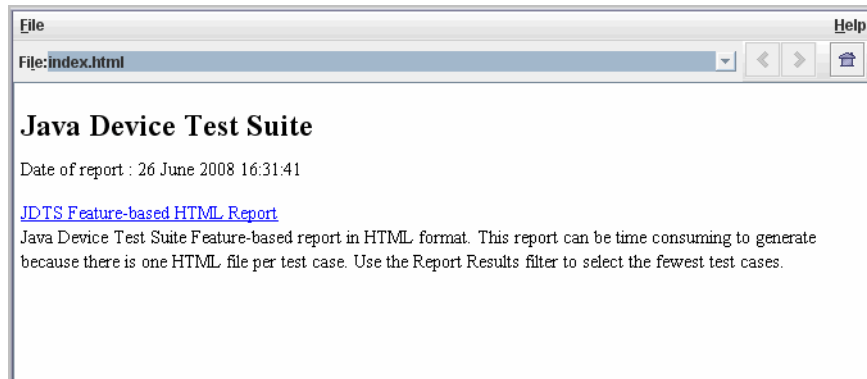 File Help
File: index.html
Java Device Test Suite
Date of report : 26 June 2008 16:31:41
JDTS Feature-based HTML Report
Java Device Test Suite Feature-based report in HTML format. This report can be time consuming to generate
because there is one HTML file per test case. Use the Report Results filter to select the fewest test cases.